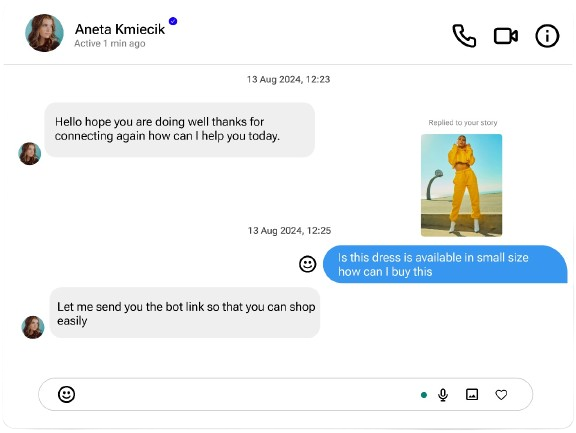 Aneta Kmiecik
Active 1 min ago
13 Aug 2024, 12:23
Hello hope you are doing well thanks for
connecting again how can I help you today.
Replied to your story
13 Aug 2024, 12:25
Is this dress is available in small size
how can I buy this
Let me send you the bot link so that you can shop
easily